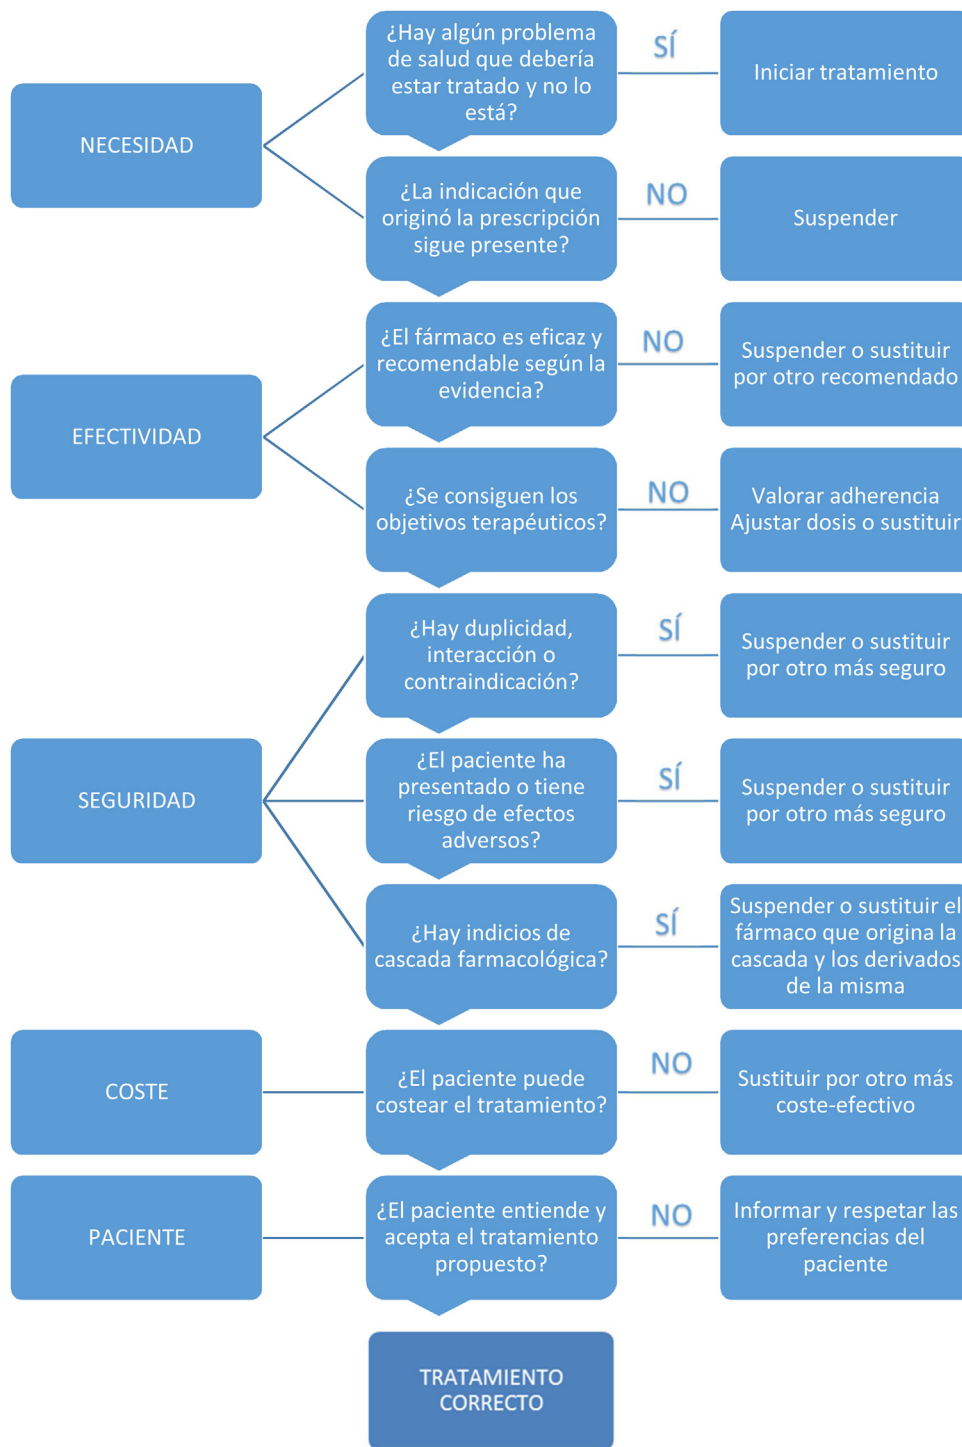 ¿Hay algún problema
de salud que debería
estar tratado y no lo
está?
SÍ
Iniciar tratamiento
NECESIDAD
¿La indicación que
originó la prescripción
sigue presente?
NO
Suspender
¿El fármaco es eficaz y
recomendable según la
evidencia?
NO
Suspender o sustituir
por otro recomendado
EFECTIVIDAD
¿Se consiguen los
objetivos terapéuticos?
NO
Valorar adherencia
Ajustar dosis o sustituir
¿Hay duplicidad,
interacción o
contraindicación?
SÍ
Suspender o sustituir
por otro más seguro
SEGURIDAD
¿El paciente ha
presentado o tiene
riesgo de efectos
adversos?
SÍ
Suspender o sustituir
por otro más seguro
¿Hay indicios de
cascada farmacológica?
SÍ
Suspender o sustituir el
fármaco que origina la
cascada y los derivados
de la misma
COSTE
¿El paciente puede
costear el tratamiento?
NO
Sustituir por otro más
coste-efectivo
PACIENTE
¿El paciente entiende y
acepta el tratamiento
propuesto?
NO
Informar y respetar las
preferencias del
paciente
TRATAMIENTO
CORRECTO